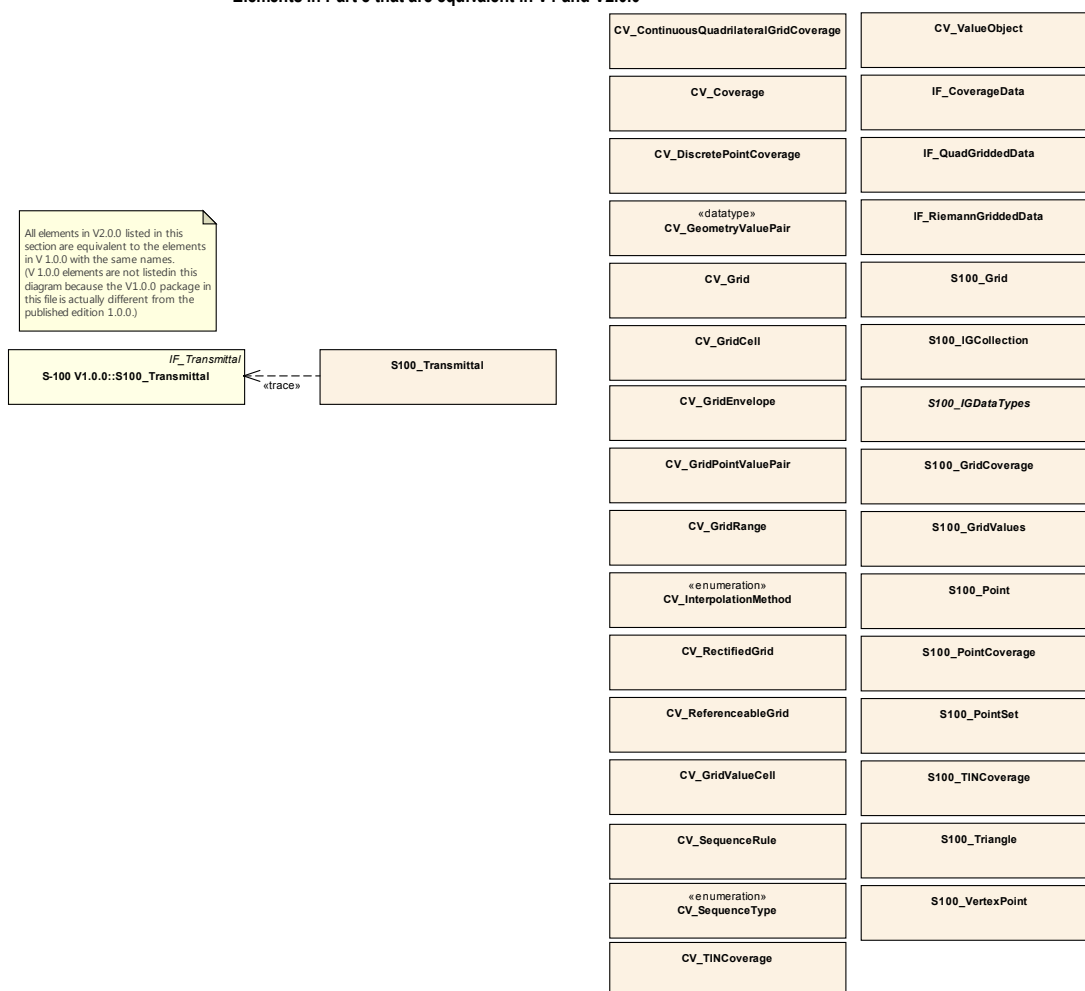 CV_ContinuousQuadrilateralGridCoverage
CV_Coverage
CV_DiscretePointCoverage
«datatype»
CV_GeometryValuePair
CV_Grid
CV_GridCell
CV_GridEnvelope
CV_GridPointValuePair
CV_GridRange
«enumeration»
CV_InterpolationMethod
CV_RectifiedGrid
CV_ReferenceableGrid
CV_GridValueCell
CV_SequenceRule
«enumeration»
CV_SequenceType
CV_TINCoverage
CV_ValueObject
IF_CoverageData
IF_QuadGriddedData
IF_RiemannGriddedData
S100_Grid
S100_IGCollection
S100_IGDataTypes
S100_GridCoverage
S100_GridValues
S100_Point
S100_PointCoverage
S100_PointSet
S100_TINCoverage
S100_Triangle
S100_VertexPoint
All elements in V2.0.0 listed in this
section are equivalent to the elements
in V 1.0.0 with the same names.
(V 1.0.0 elements are not listedin this
diagram because the V1.0.0 package in
this file is actually different from the
published edition 1.0.0.)
IF_Transmittal
S-100 V1.0.0::S100_Transmittal
«trace»
S100_Transmittal